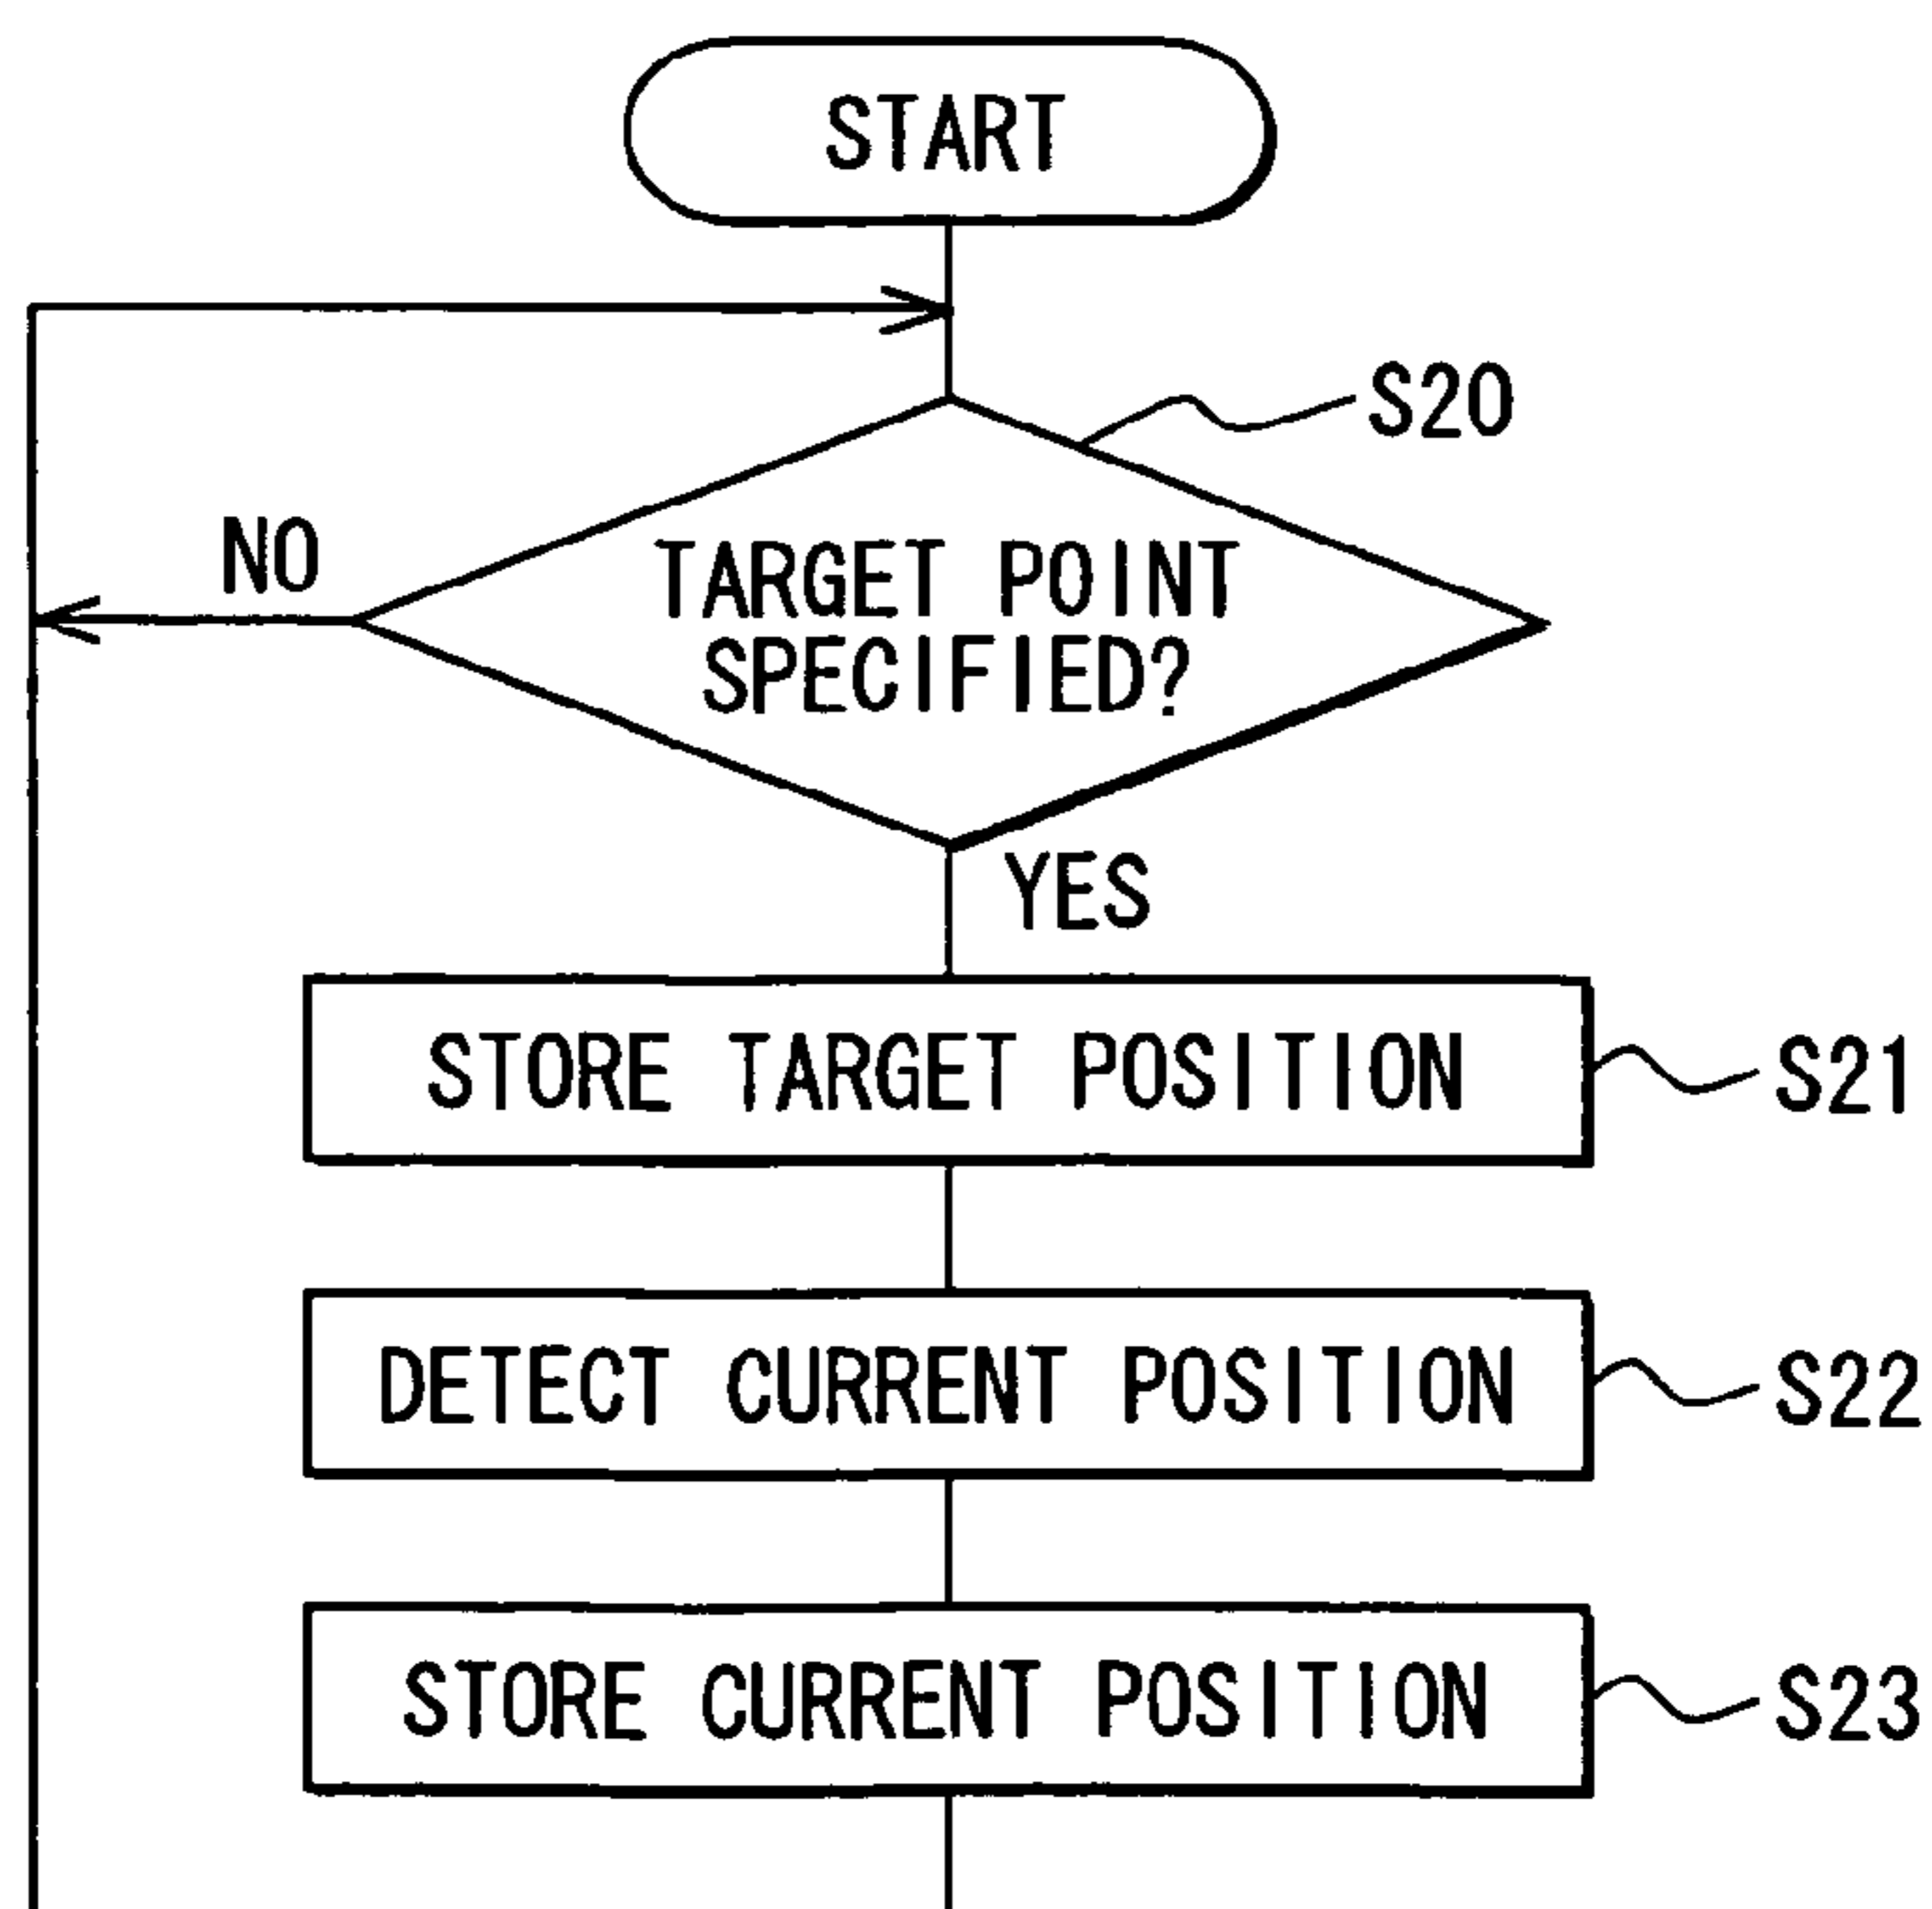 START
S20
NO
TARGET POINT
SPECIFIED?
YES
STORE TARGET POSITION
S21
DETECT CURRENT POSITION
S22
STORE CURRENT POSITION
S23